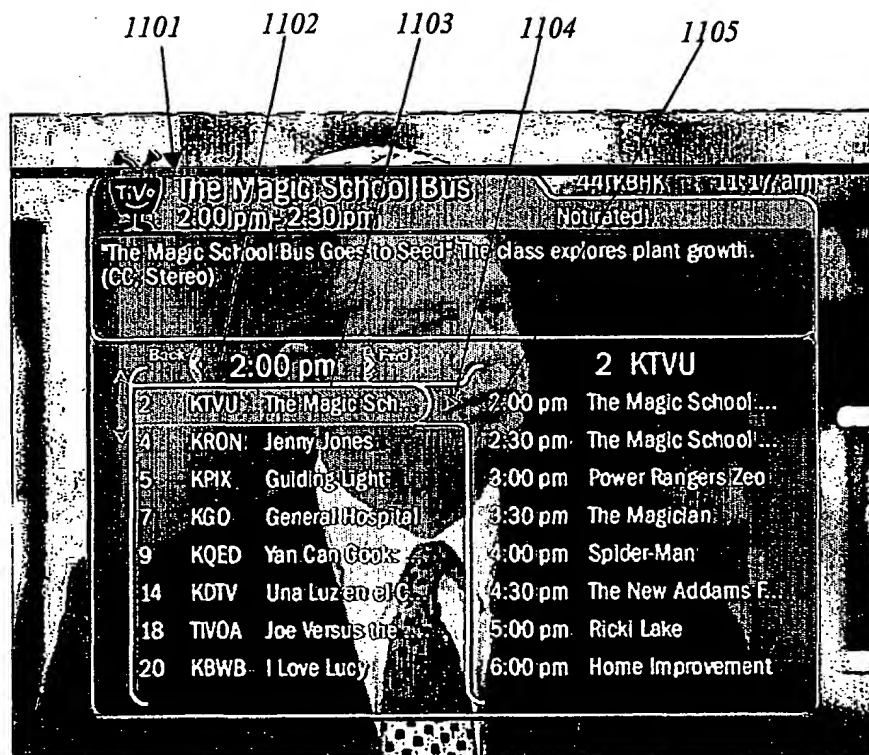 1101 1102 1103 1104 1105
TiVo The Magic School Bus 44 KBHK 11:17 am
2:00 pm - 2:30 pm Not rated
"The Magic School Bus Goes to Seed" The class explores plant growth.
(CC, Stereo)
Back 2:00 pm Fwd 2 KTVU
2 KTVU The Magic Sch... 2:00 pm The Magic School ...
4 KRON Jenny Jones 2:30 pm The Magic School ...
5 KPIX Guiding Light 3:00 pm Power Rangers Zeo
7 KGO General Hospital 3:30 pm The Magician
9 KQED Yan Can Cook: 4:00 pm Spider-Man
14 KDTV Una Luz en el C... 4:30 pm The New Addams F...
18 TIVOA Joe Versus the ... 5:00 pm Ricki Lake
20 KBWB I Love Lucy 6:00 pm Home Improvement